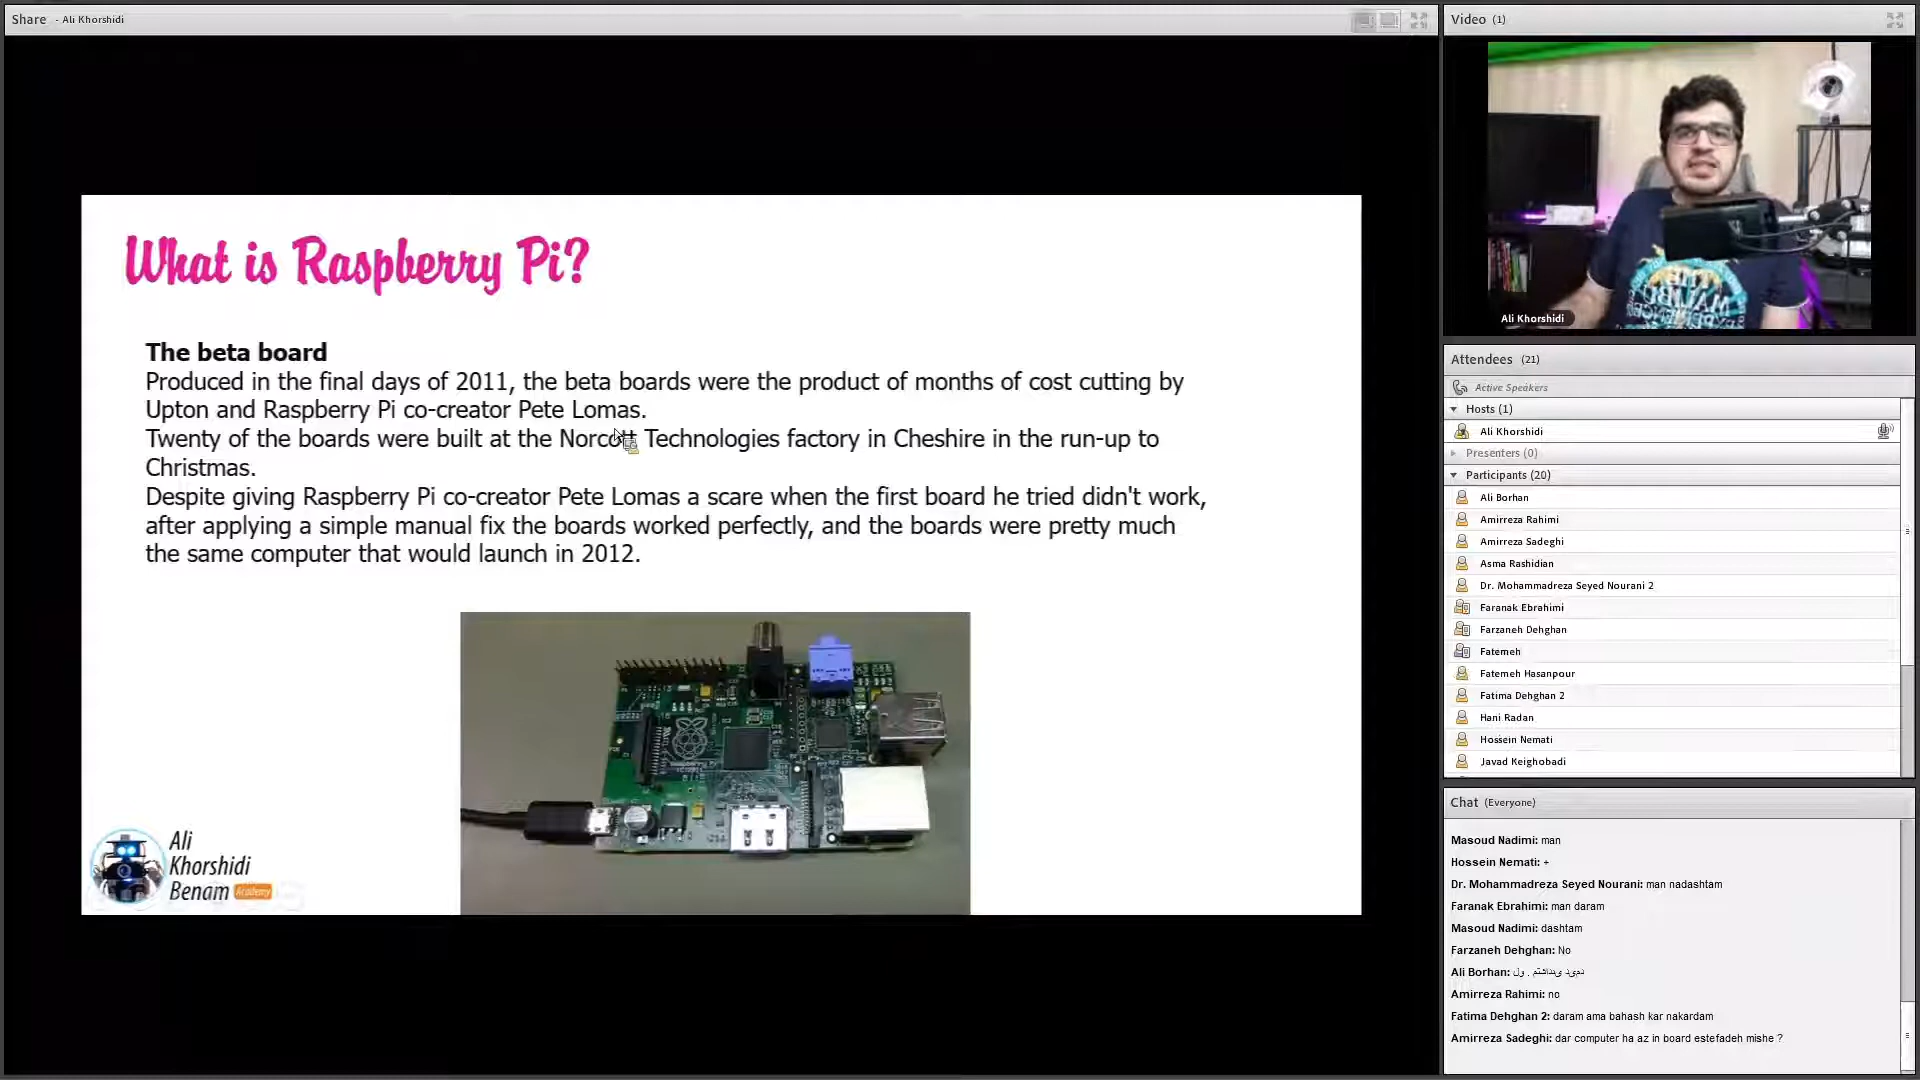 Share - Ali Khorshidi
What is Raspberry Pi?
The beta board
Produced in the final days of 2011, the beta boards were the product of months of cost cutting by
Upton and Raspberry Pi co-creator Pete Lomas.
Twenty of the boards were built at the Norcott Technologies factory in Cheshire in the run-up to
Christmas.
Despite giving Raspberry Pi co-creator Pete Lomas a scare when the first board he tried didn't work,
after applying a simple manual fix the boards worked perfectly, and the boards were pretty much
the same computer that would launch in 2012.
Ali
Khorshidi
Benam Academy
Video (1)
Ali Khorshidi
Attendees (21)
Active Speakers
Hosts (1)
Ali Khorshidi
Presenters (0)
Participants (20)
Ali Borhan
Amirreza Rahimi
Amirreza Sadeghi
Asma Rashidian
Dr. Mohammadreza Seyed Nourani 2
Faranak Ebrahimi
Farzaneh Dehghan
Fatemeh
Fatemeh Hasanpour
Fatima Dehghan 2
Hani Radan
Hossein Nemati
Javad Keighobadi
Chat (Everyone)
Masoud Nadimi: man
Hossein Nemati: +
Dr. Mohammadreza Seyed Nourani: man nadashtam
Faranak Ebrahimi: man daram
Masoud Nadimi: dashtam
Farzaneh Dehghan: No
Ali Borhan:
Amirreza Rahimi: no
Fatima Dehghan 2: daram ama bahash kar nakardam
Amirreza Sadeghi: dar computer ha az in board estefadeh mishe ?